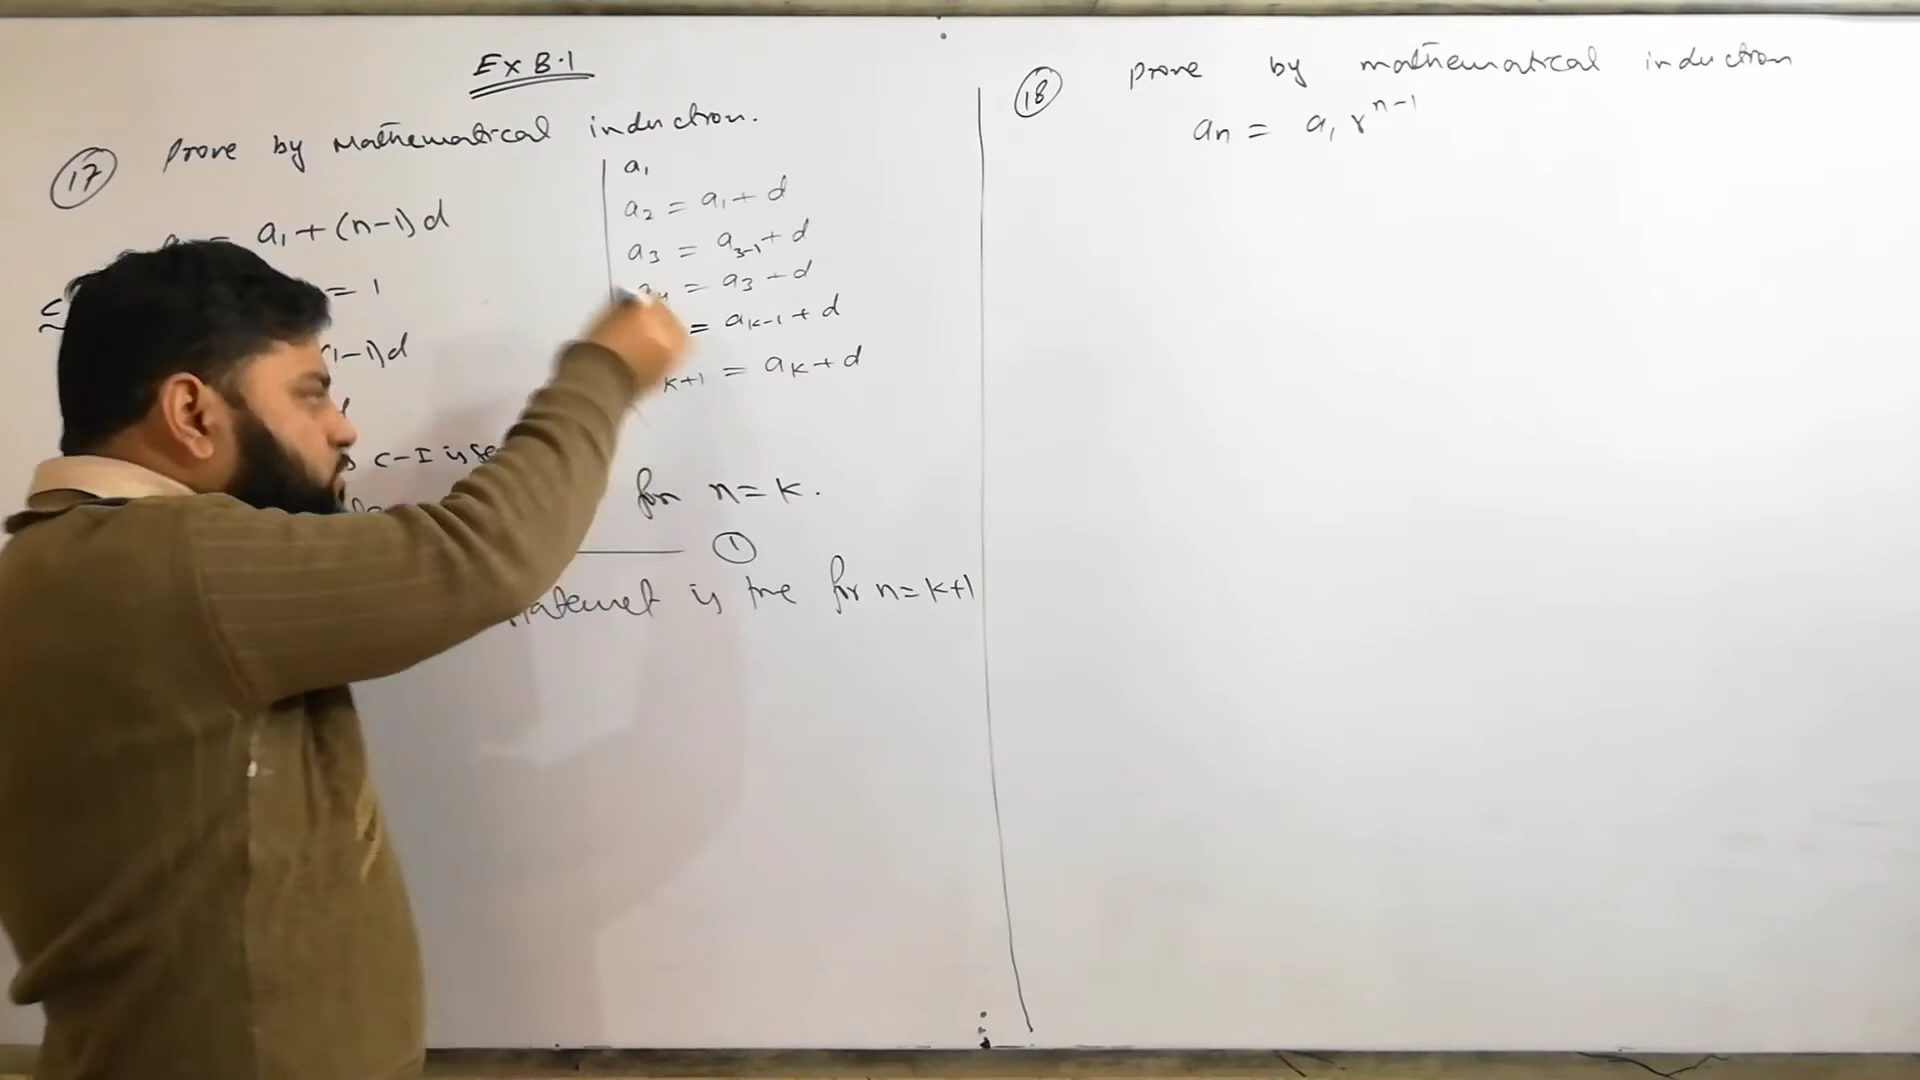 Ex 8.1
17 Prove by Mathematical induction.
= a₁ + (n-1)d
= 1
(1-1)d
C-I is
for n = k.
1
is true for n = k+1
a₁
a₂ = a₁ + d
a₃ = a₃₋₁ + d
= a₃ + d
= aₖ₋₁ + d
k+1 = aₖ + d
18 prove by mathematical induction
aₙ = a₁ rⁿ⁻¹